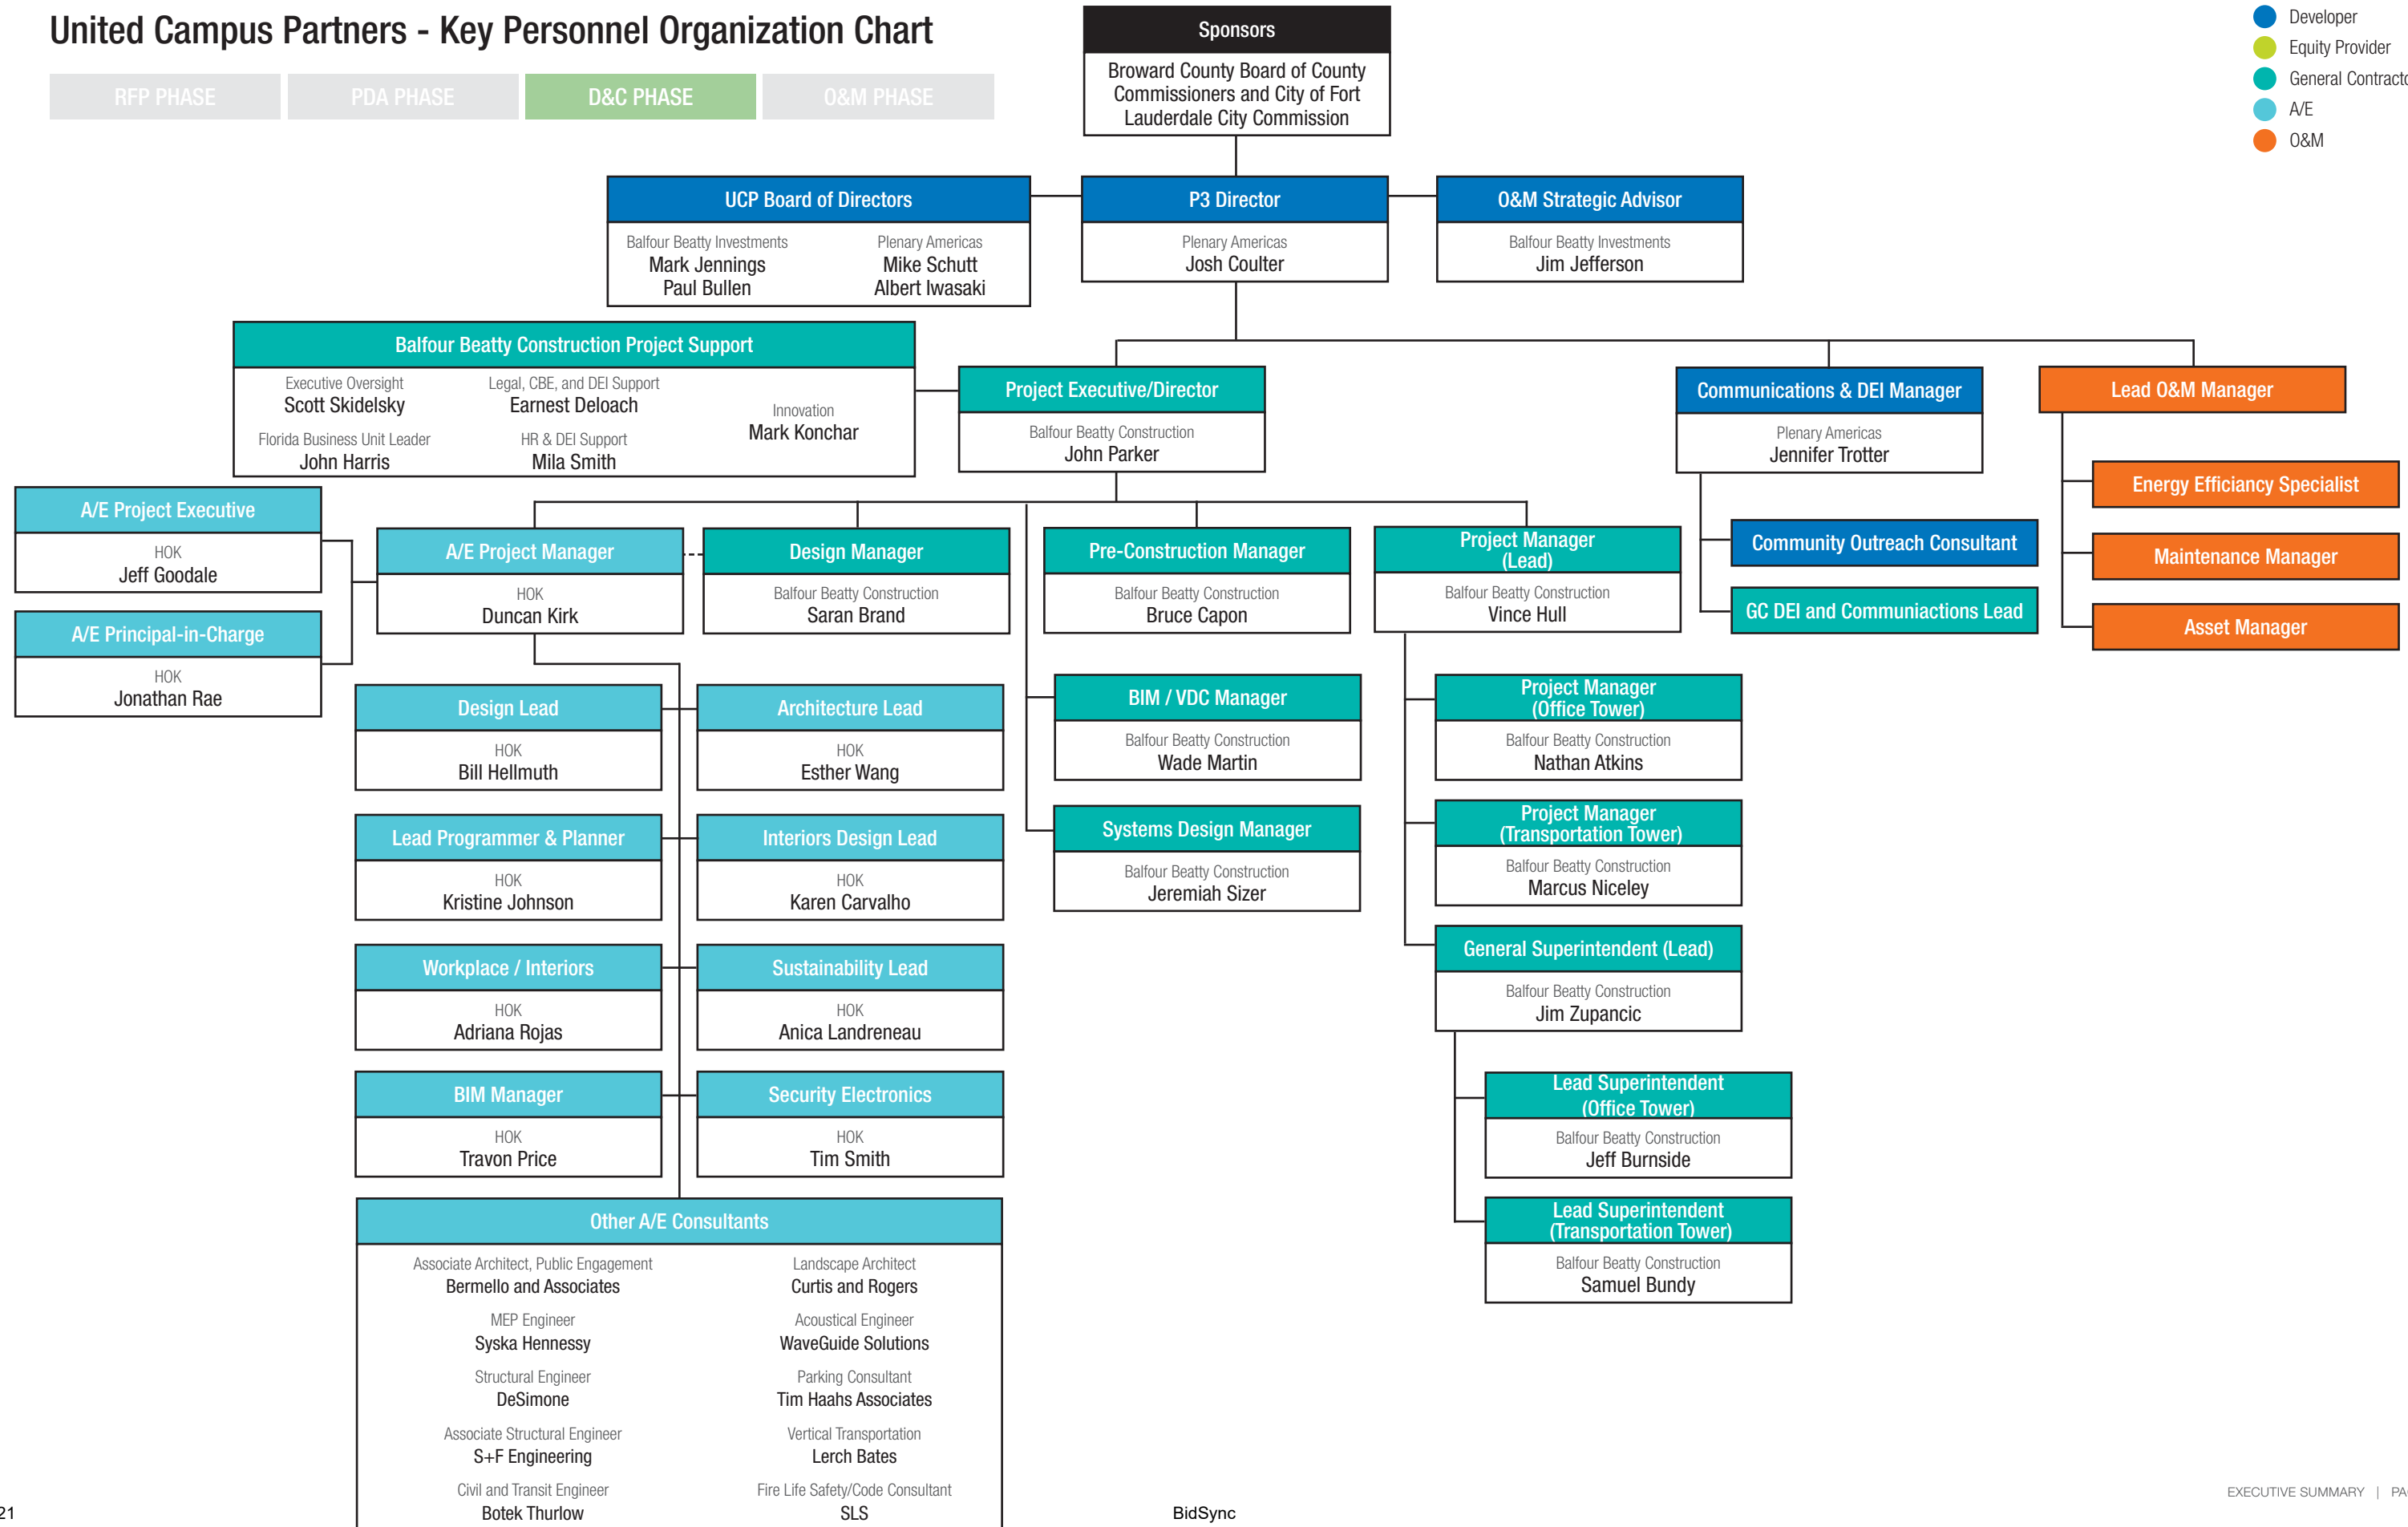 United Campus Partners - Key Personnel Organization Chart
RFP PHASE
PDA PHASE
D&C PHASE
O&M PHASE
Developer
Equity Provider
General Contracto
A/E
O&M
Sponsors
Broward County Board of County
Commissioners and City of Fort
Lauderdale City Commission
UCP Board of Directors
Balfour Beatty Investments
Mark Jennings
Paul Bullen
Plenary Americas
Mike Schutt
Albert Iwasaki
P3 Director
Plenary Americas
Josh Coulter
O&M Strategic Advisor
Balfour Beatty Investments
Jim Jefferson
Balfour Beatty Construction Project Support
Executive Oversight
Scott Skidelsky
Florida Business Unit Leader
John Harris
Legal, CBE, and DEI Support
Earnest Deloach
HR & DEI Support
Mila Smith
Innovation
Mark Konchar
Project Executive/Director
Balfour Beatty Construction
John Parker
Communications & DEI Manager
Plenary Americas
Jennifer Trotter
Lead O&M Manager
Energy Efficiancy Specialist
Maintenance Manager
Asset Manager
Community Outreach Consultant
GC DEI and Communiactions Lead
A/E Project Executive
HOK
Jeff Goodale
A/E Principal-in-Charge
HOK
Jonathan Rae
A/E Project Manager
HOK
Duncan Kirk
Design Manager
Balfour Beatty Construction
Saran Brand
Pre-Construction Manager
Balfour Beatty Construction
Bruce Capon
Project Manager
(Lead)
Balfour Beatty Construction
Vince Hull
Design Lead
HOK
Bill Hellmuth
Architecture Lead
HOK
Esther Wang
Lead Programmer & Planner
HOK
Kristine Johnson
Interiors Design Lead
HOK
Karen Carvalho
Workplace / Interiors
HOK
Adriana Rojas
Sustainability Lead
HOK
Anica Landreneau
BIM Manager
HOK
Travon Price
Security Electronics
HOK
Tim Smith
BIM / VDC Manager
Balfour Beatty Construction
Wade Martin
Systems Design Manager
Balfour Beatty Construction
Jeremiah Sizer
Project Manager
(Office Tower)
Balfour Beatty Construction
Nathan Atkins
Project Manager
(Transportation Tower)
Balfour Beatty Construction
Marcus Niceley
General Superintendent (Lead)
Balfour Beatty Construction
Jim Zupancic
Lead Superintendent
(Office Tower)
Balfour Beatty Construction
Jeff Burnside
Lead Superintendent
(Transportation Tower)
Balfour Beatty Construction
Samuel Bundy
Other A/E Consultants
Associate Architect, Public Engagement
Bermello and Associates
MEP Engineer
Syska Hennessy
Structural Engineer
DeSimone
Associate Structural Engineer
S+F Engineering
Civil and Transit Engineer
Botek Thurlow
Landscape Architect
Curtis and Rogers
Acoustical Engineer
WaveGuide Solutions
Parking Consultant
Tim Haahs Associates
Vertical Transportation
Lerch Bates
Fire Life Safety/Code Consultant
SLS
EXECUTIVE SUMMARY | PA
21
BidSync